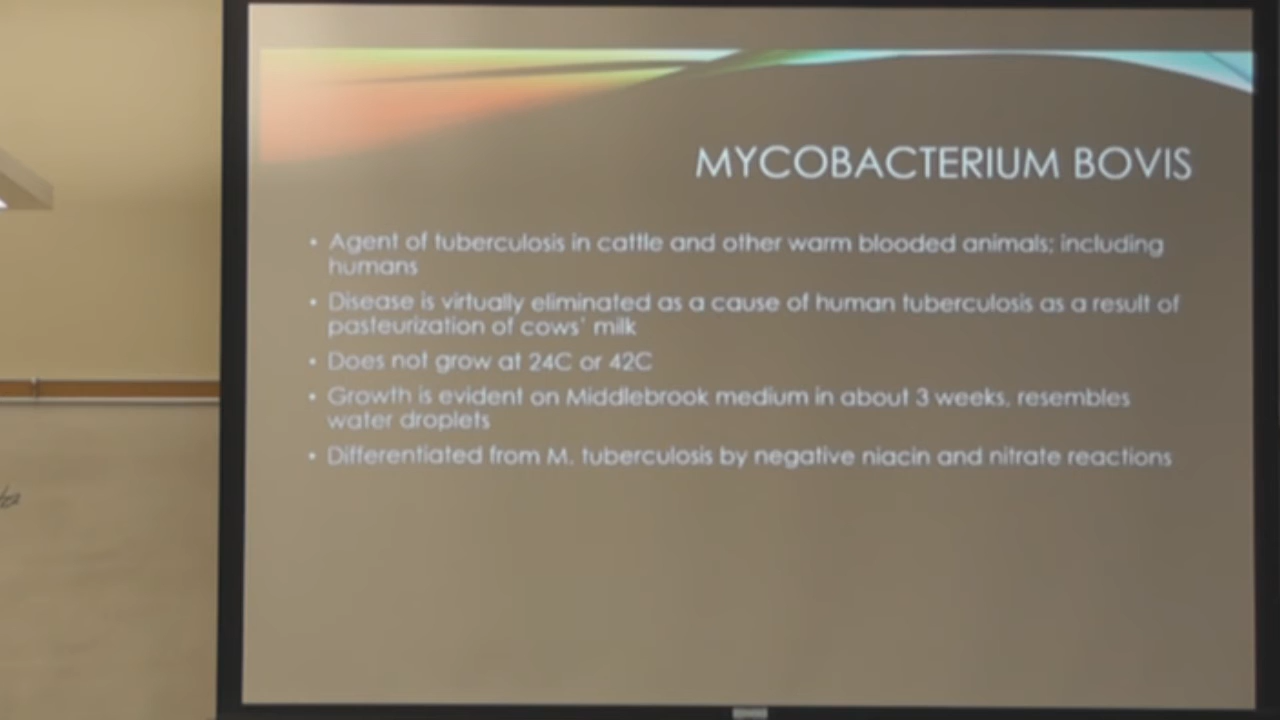 MYCOBACTERIUM BOVIS
• Agent of tuberculosis in cattle and other warm blooded animals; including
humans
• Disease is virtually eliminated as a cause of human tuberculosis as a result of
pasteurization of cows' milk
• Does not grow at 24C or 42C
• Growth is evident on Middlebrook medium in about 3 weeks, resembles
water droplets
• Differentiated from M. tuberculosis by negative niacin and nitrate reactions